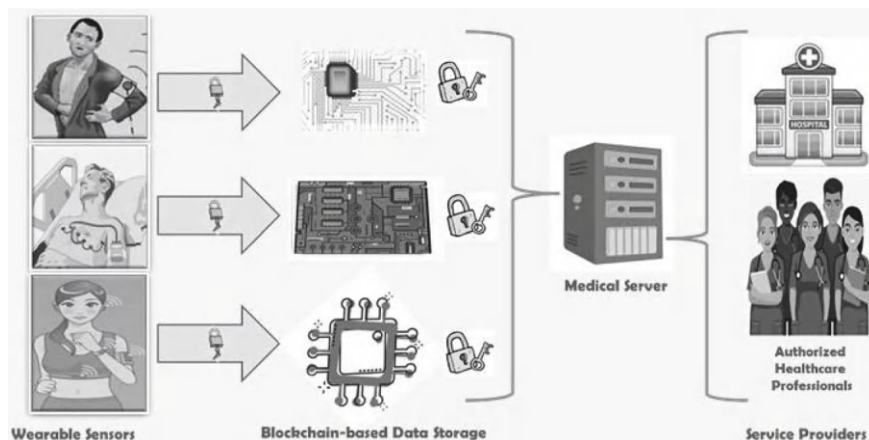 HOSPITAL
Medical Server
Authorized
Healthcare
Professionals
Wearable Sensors
Blockchain-based Data Storage
Service Providers